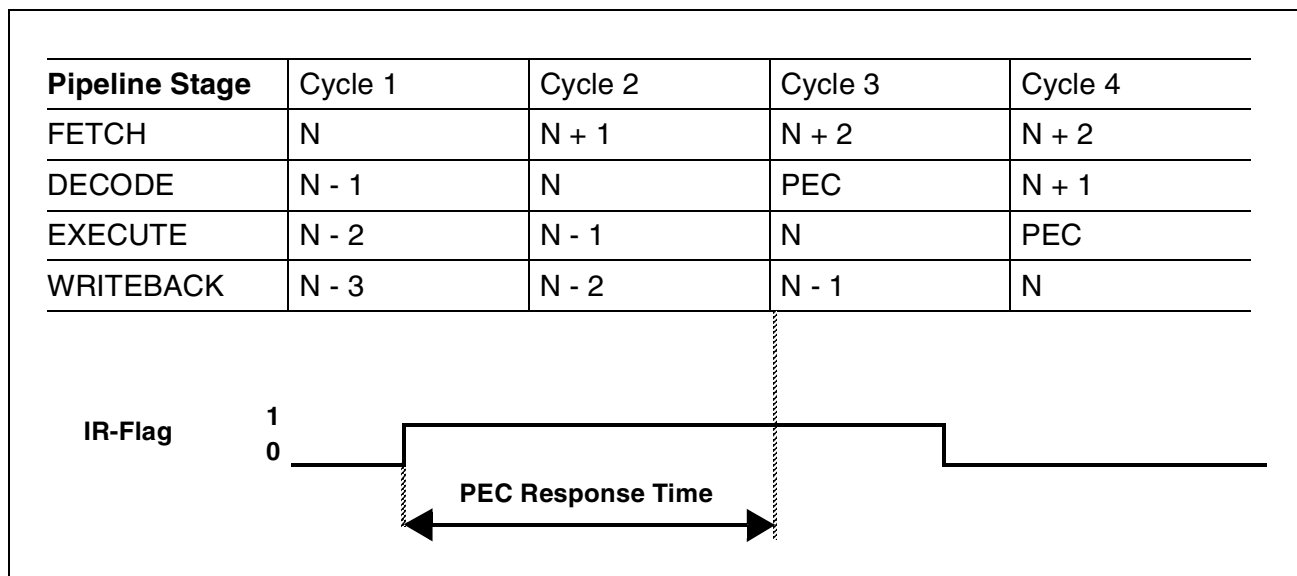 Pipeline Stage Cycle 1 Cycle 2 Cycle 3 Cycle 4
FETCH N N + 1 N + 2 N + 2
DECODE N - 1 N PEC N + 1
EXECUTE N - 2 N - 1 N PEC
WRITEBACK N - 3 N - 2 N - 1 N
1
IR-Flag
0
PEC Response Time